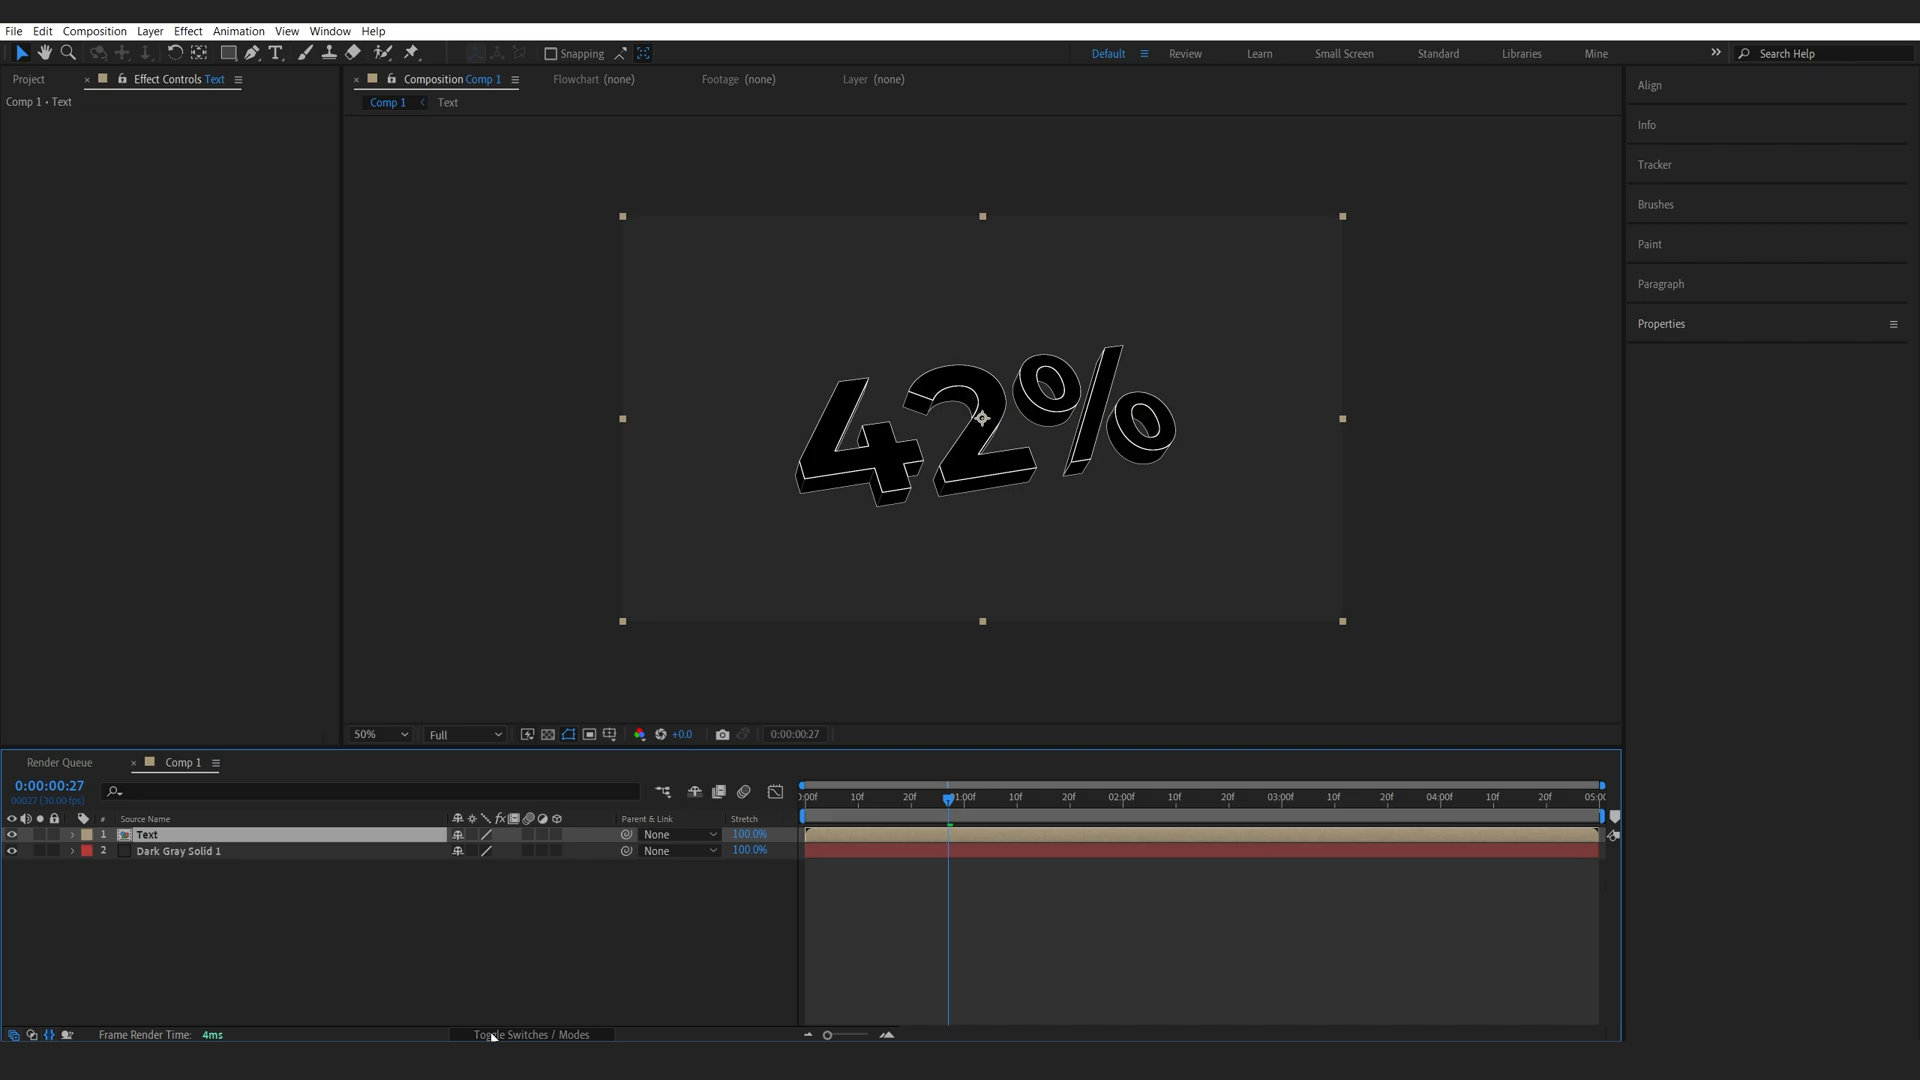 File Edit Composition Layer Effect Animation View Window Help
Snapping Default Review Learn Small Screen Standard Libraries Mine Search Help
Project Effect Controls Text Composition Comp 1 Flowchart (none) Footage (none) Layer (none)
Comp 1 • Text Comp 1 Text
Align
Info
Tracker
Brushes
Paint
Paragraph
Properties
42%
50% Full +0.0 0:00:00:27
Render Queue Comp 1
0:00:00:27
00027 (30.00 fps)
0:00f 10f 20f 01:00f 10f 20f 02:00f 10f 20f 03:00f 10f 20f 04:00f 10f 20f 05:00
# Source Name fx Parent & Link Stretch
1 Text None 100.0%
2 Dark Gray Solid 1 None 100.0%
Frame Render Time: 4ms Toggle Switches / Modes